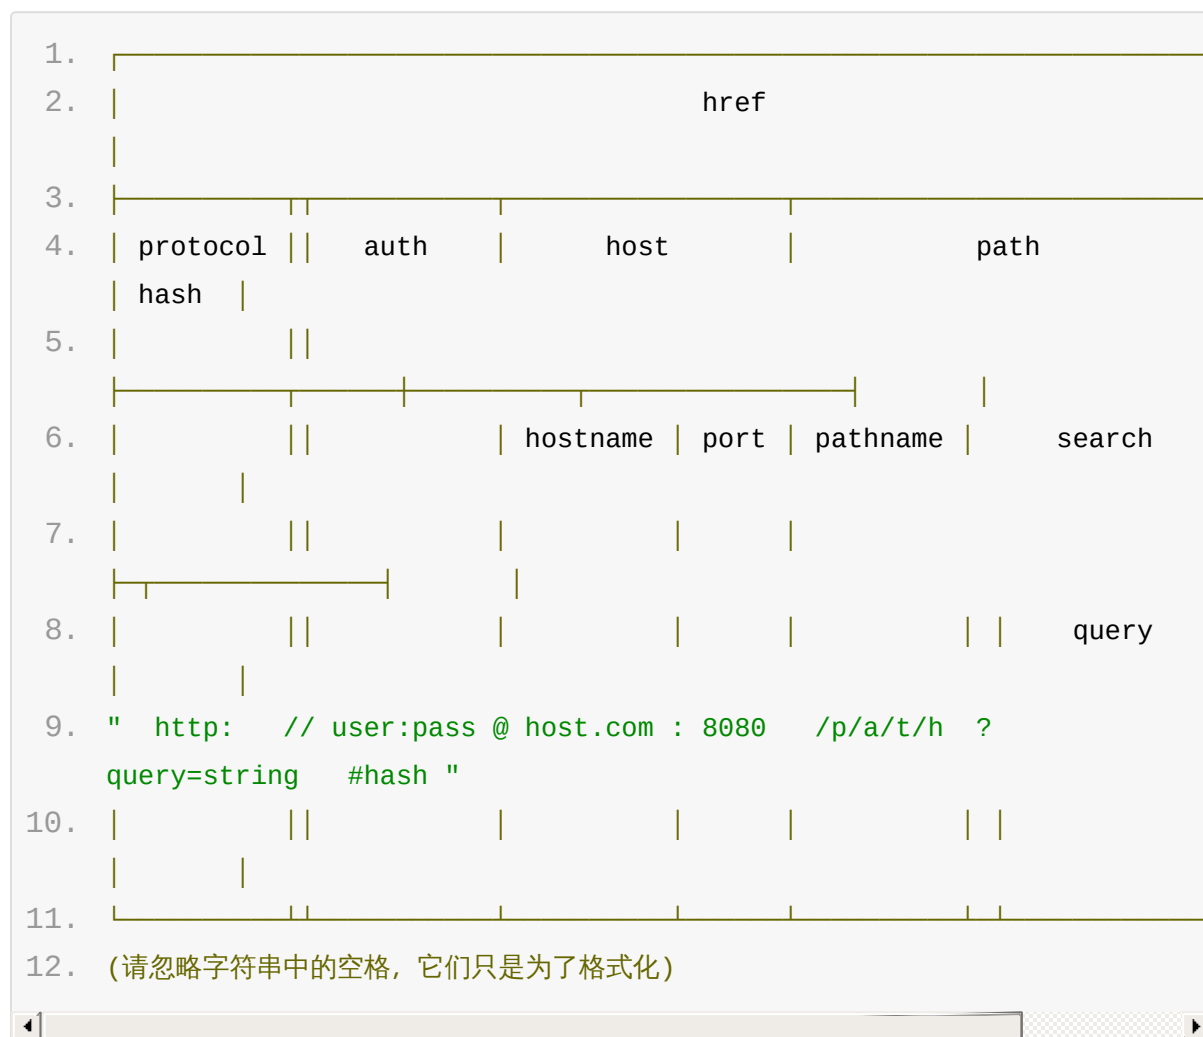 1. ┌─────────────────────────────────────────────────────────────────────
2. │                                    href
│
3. ├──────────┬┬───────────┬─────────────────┬──────────────────────────
4. │ protocol ││   auth    │      host       │           path
│ hash  │
5. │          ││
├──────────┬──────┼──────────┬────────────────┤       │
6. │          ││           │ hostname │ port │ pathname │     search
│       │
7. │          ││           │          │      │
├─┬──────────────┤       │
8. │          ││           │          │      │          │ │    query
│       │
9. "  http:   // user:pass @ host.com : 8080   /p/a/t/h  ?
query=string   #hash "
10. │          ││           │          │      │          │ │
│       │
11. └──────────┴┴───────────┴──────────┴──────┴──────────┴─┴────────────
12. (请忽略字符串中的空格, 它们只是为了格式化)